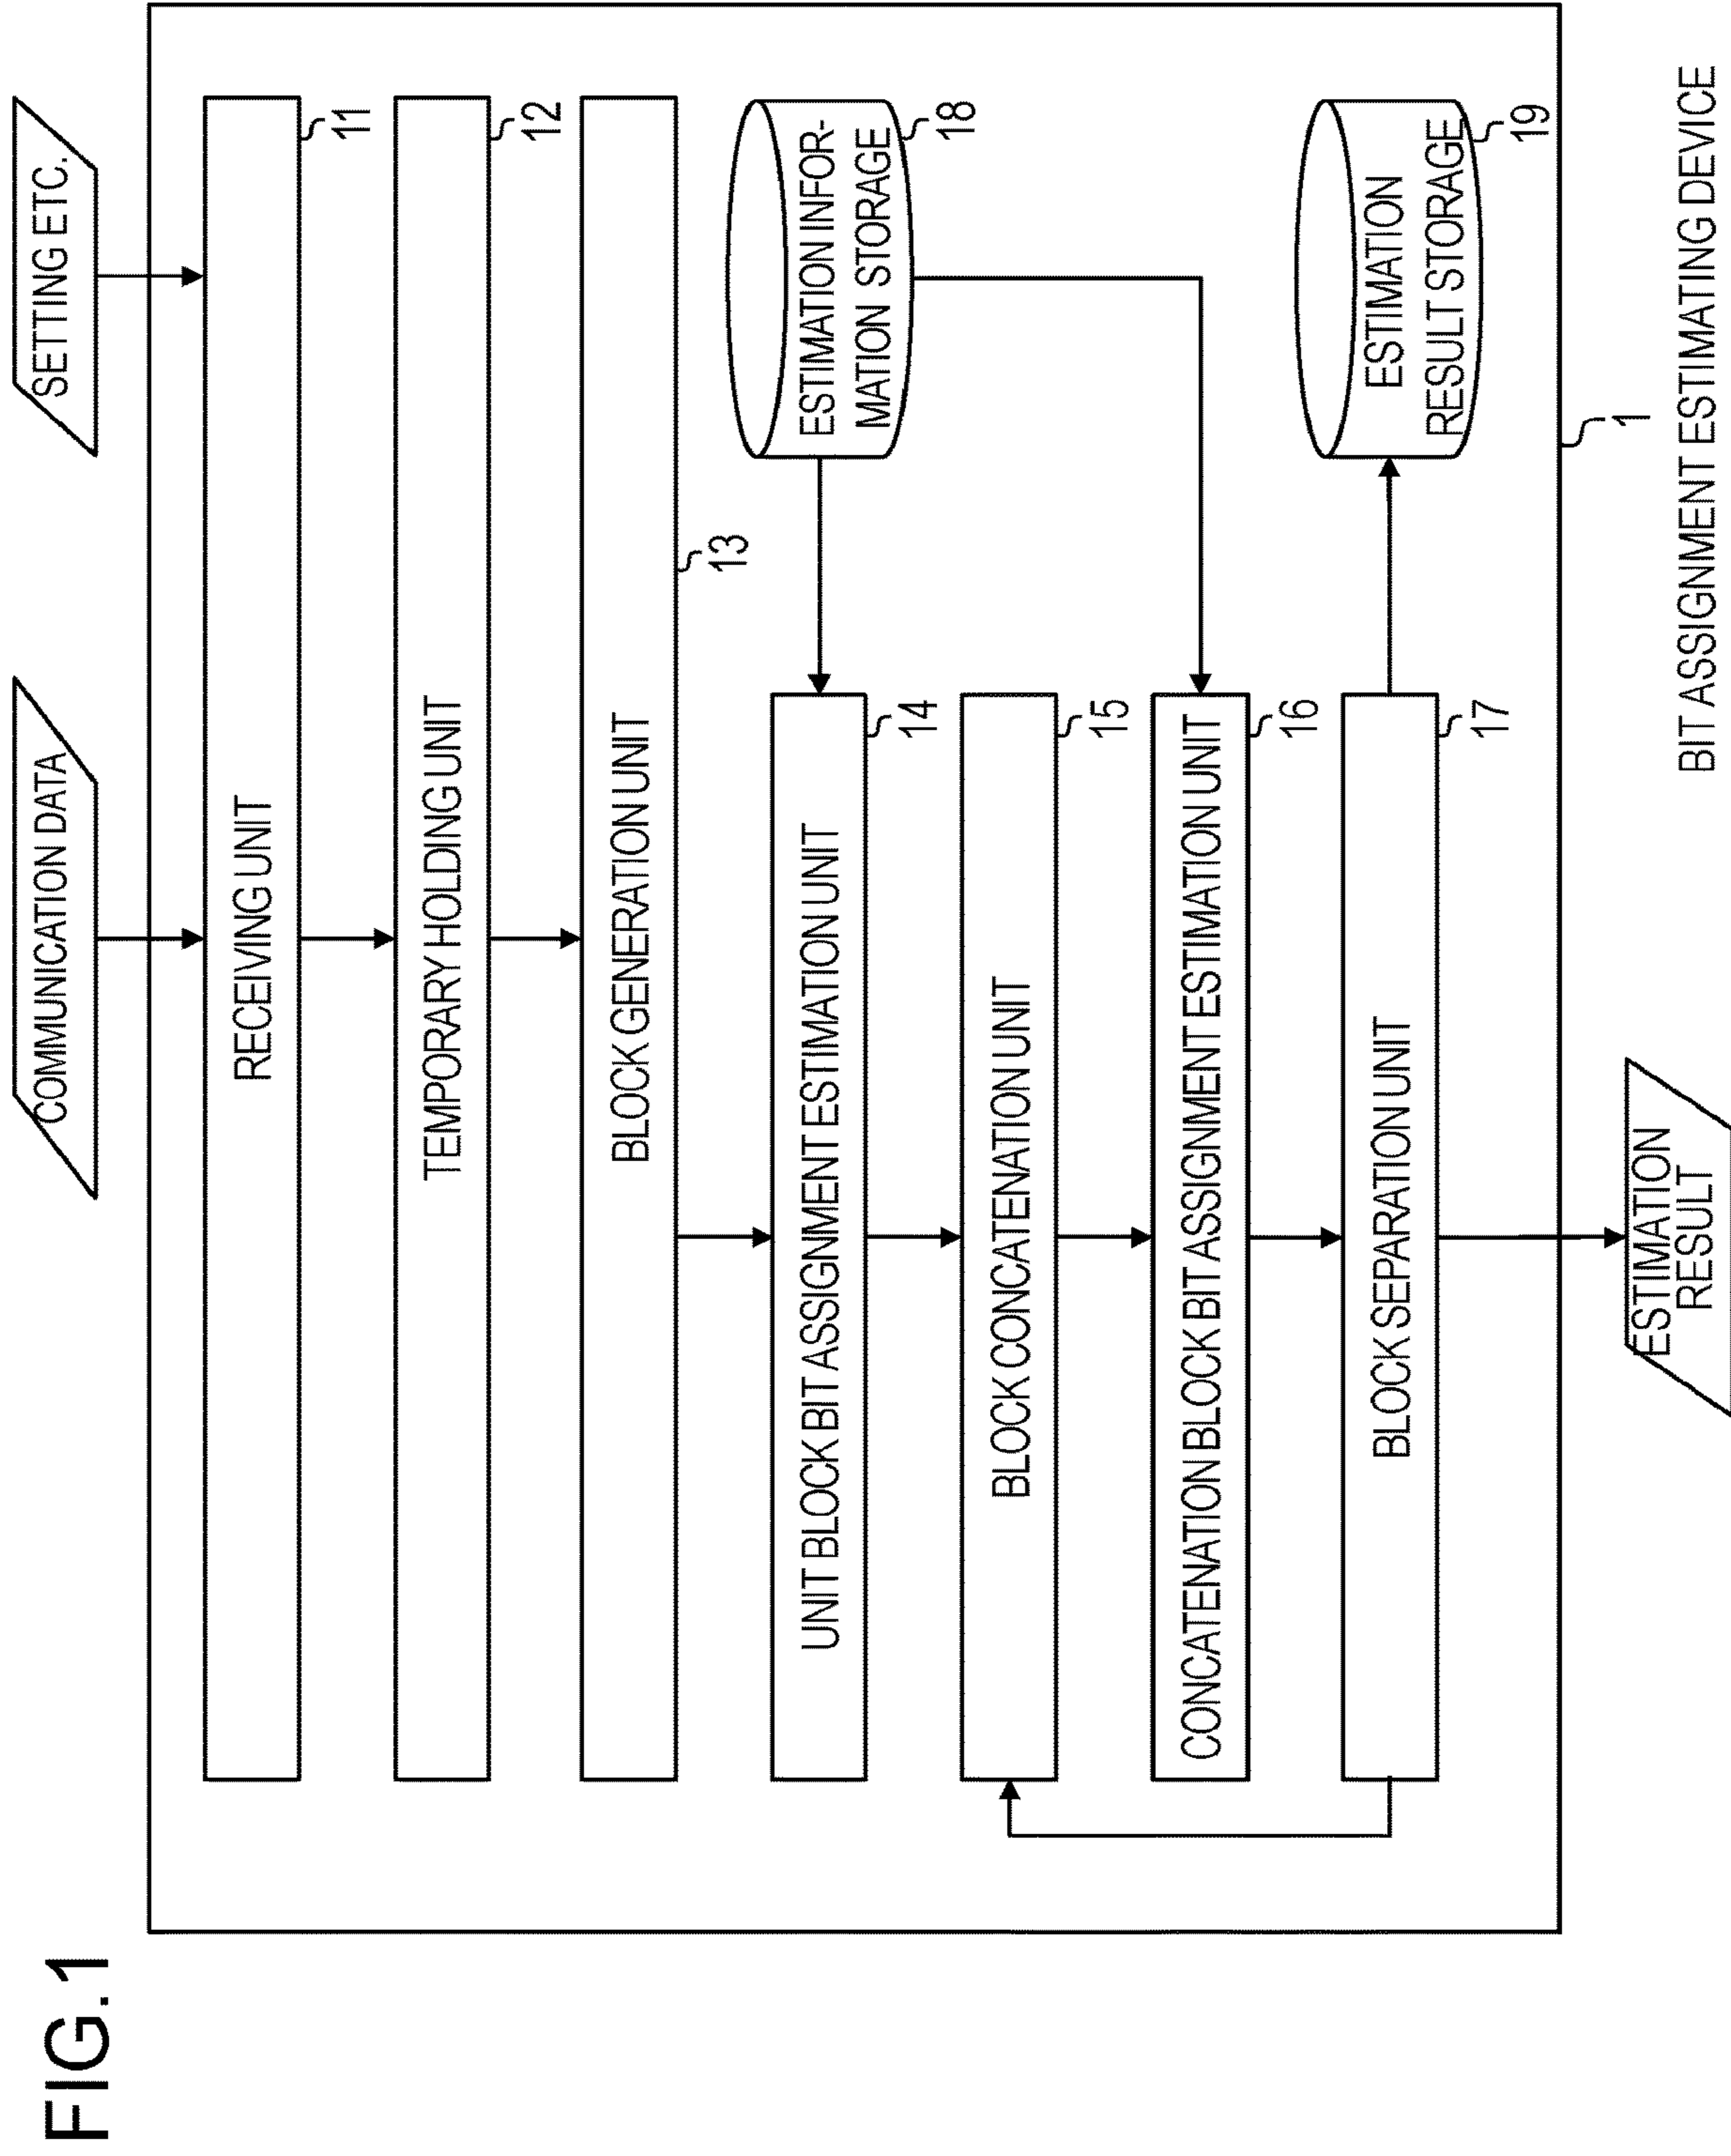 FIG.1
COMMUNICATION DATA
SETTING ETC.
RECEIVING UNIT
11
TEMPORARY HOLDING UNIT
12
BLOCK GENERATION UNIT
13
UNIT BLOCK BIT ASSIGNMENT ESTIMATION UNIT
14
ESTIMATION INFOR-
MATION STORAGE
18
BLOCK CONCATENATION UNIT
15
CONCATENATION BLOCK BIT ASSIGNMENT ESTIMATION UNIT
16
BLOCK SEPARATION UNIT
17
ESTIMATION
RESULT STORAGE
19
1
ESTIMATION
RESULT
BIT ASSIGNMENT ESTIMATING DEVICE